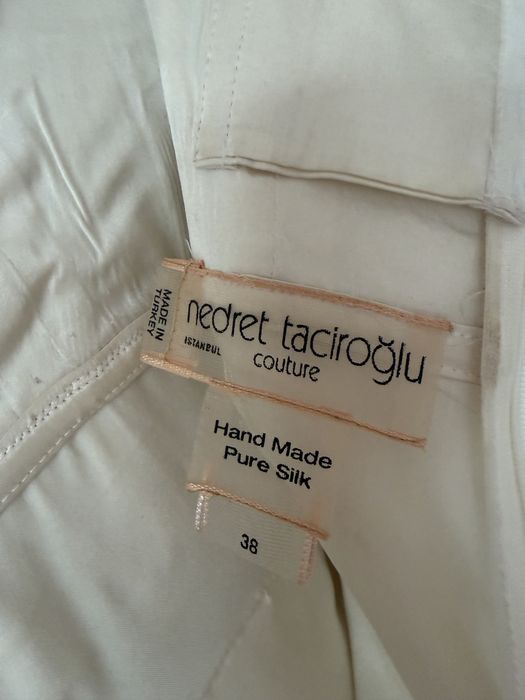 MADE IN
TURKEY
nedret taciroğlu
ISTANBUL
couture
Hand Made
Pure Silk
38